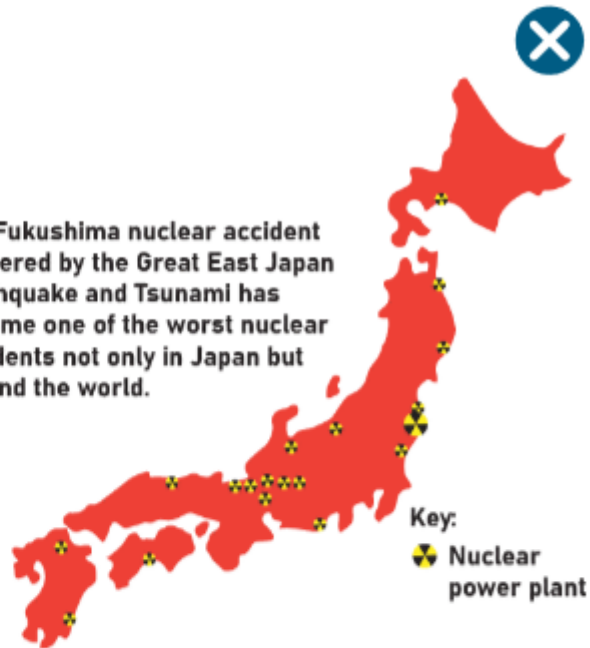 Fukushima nuclear accident
ered by the Great East Japan
nquake and Tsunami has
me one of the worst nuclear
lents not only in Japan but
nd the world.
Key:
Nuclear
power plant